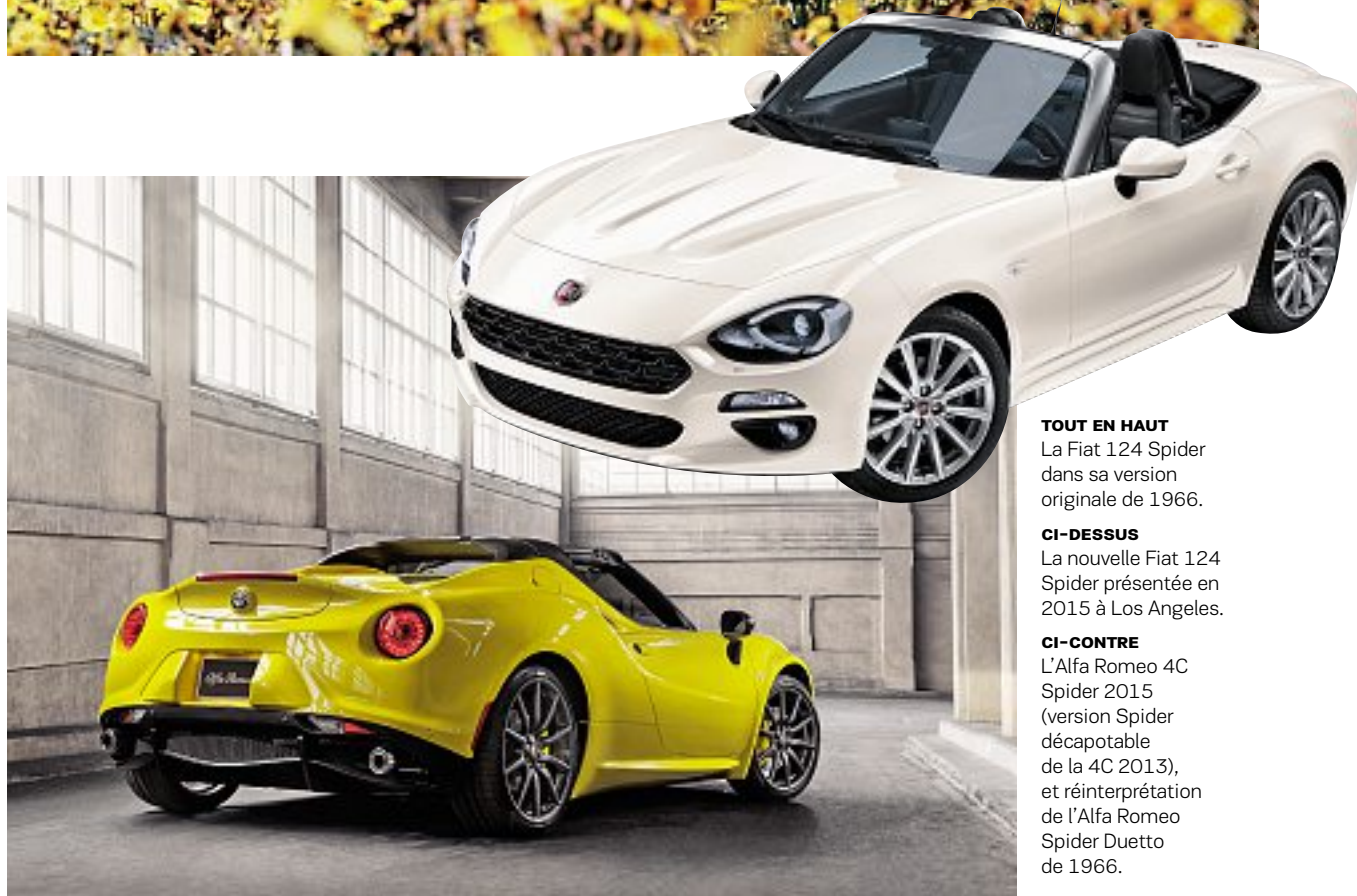 TOUT EN HAUT
La Fiat 124 Spider
dans sa version
originale de 1966.
CI-DESSUS
La nouvelle Fiat 124
Spider présentée en
2015 à Los Angeles.
CI-CONTRE
L'Alfa Romeo 4C
Spider 2015
(version Spider
décapotable
de la 4C 2013),
et réinterprétation
de l'Alfa Romeo
Spider Duetto
de 1966.
Alfa Romeo